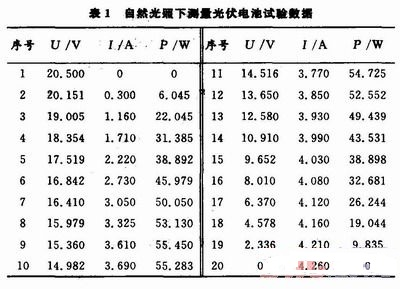 表1 自然光照下测量光伏电池试验数据
序号 U/V I/A P/W 序号 U/V I/A P/W
1 20.500 0 0 11 14.516 3.770 54.725
2 20.151 0.300 6.045 12 13.650 3.850 52.552
3 19.005 1.160 22.045 13 12.580 3.930 49.439
4 18.354 1.710 31.385 14 10.910 3.990 43.531
5 17.519 2.220 38.892 15 9.652 4.030 38.898
6 16.842 2.730 45.979 16 8.010 4.080 32.681
7 16.410 3.050 50.050 17 6.370 4.120 26.244
8 15.979 3.325 53.130 18 4.578 4.160 19.044
9 15.360 3.610 55.450 19 2.336 4.210 9.835
10 14.982 3.690 55.283 20 0 4.260 0